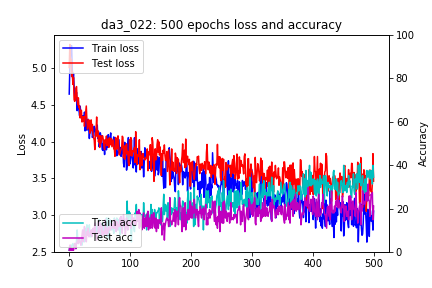 da3_022: 500 epochs loss and accuracy
Train loss
Test loss
Train acc
Test acc
Loss
5.0
4.5
4.0
3.5
3.0
2.5
Accuracy
100
80
60
40
20
0
0 100 200 300 400 500